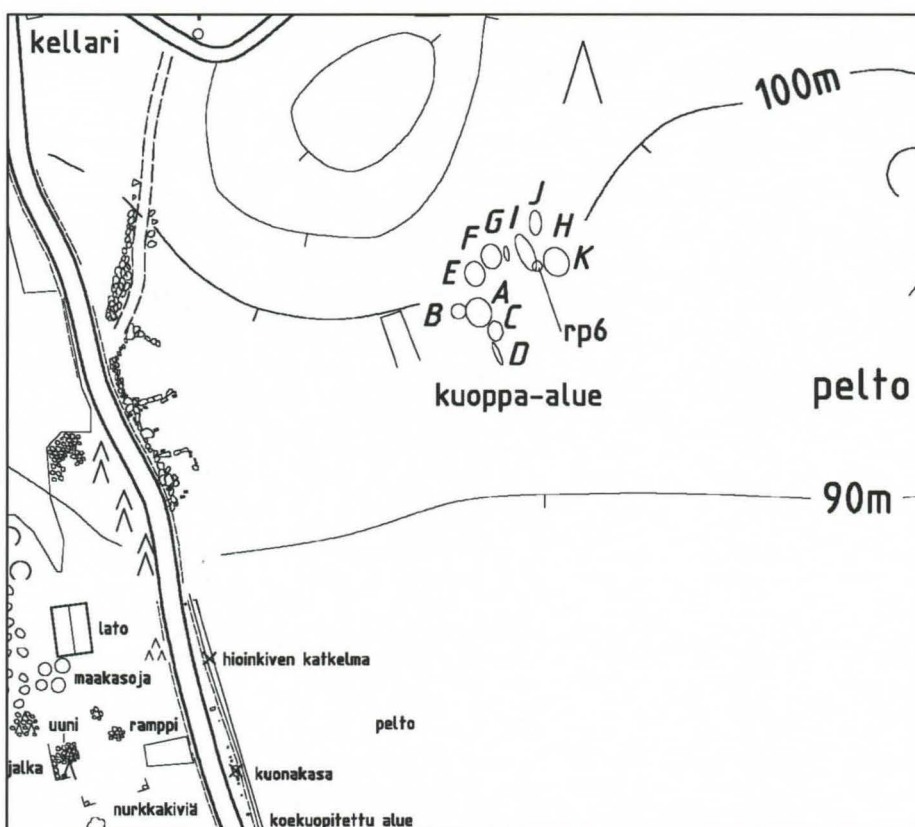 kellari
100m
J
G I H
F K
E
A
B C
rp6
D
kuoppa-alue
pelto
90m
lato
hioinkiven katkelma
maakasoja
uuni ramppi pelto
jalka kuonakasa
nurkkakiviä
koekuopitettu alue